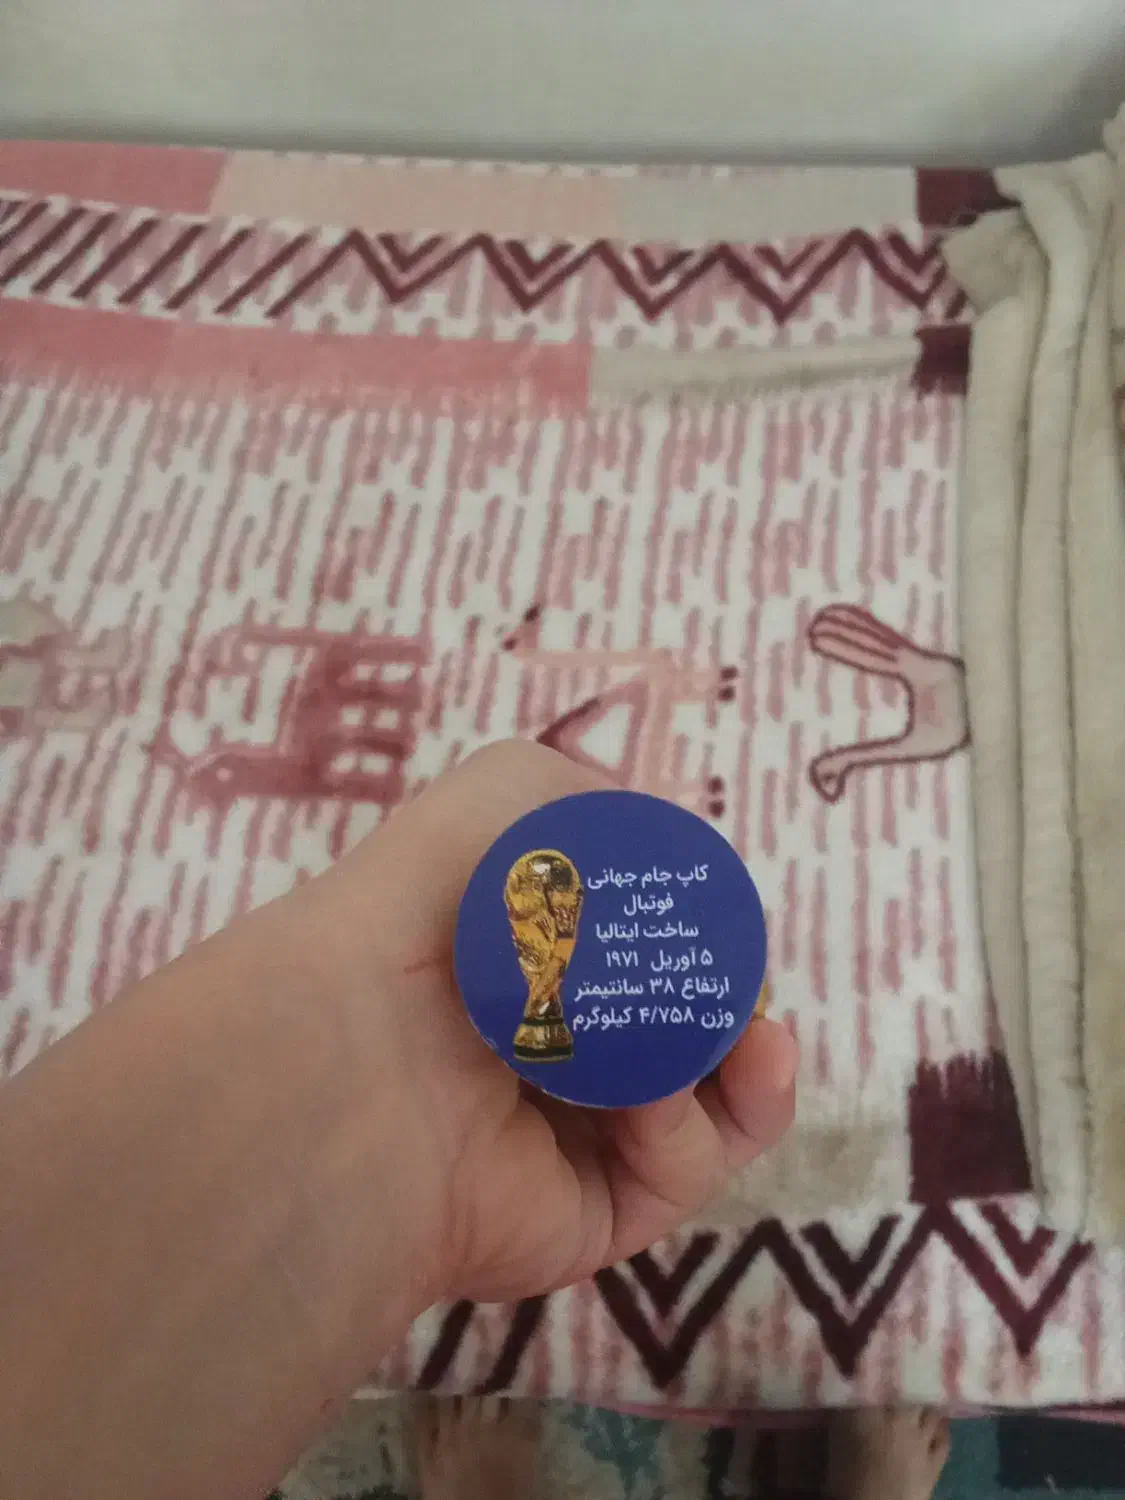 کاپ جام جهانی
فوتبال
ساخت ایتالیا
۵ آوریل ۱۹۷۱
ارتفاع ۳۸ سانتیمتر
وزن ۴/۷۵۸ کیلوگرم